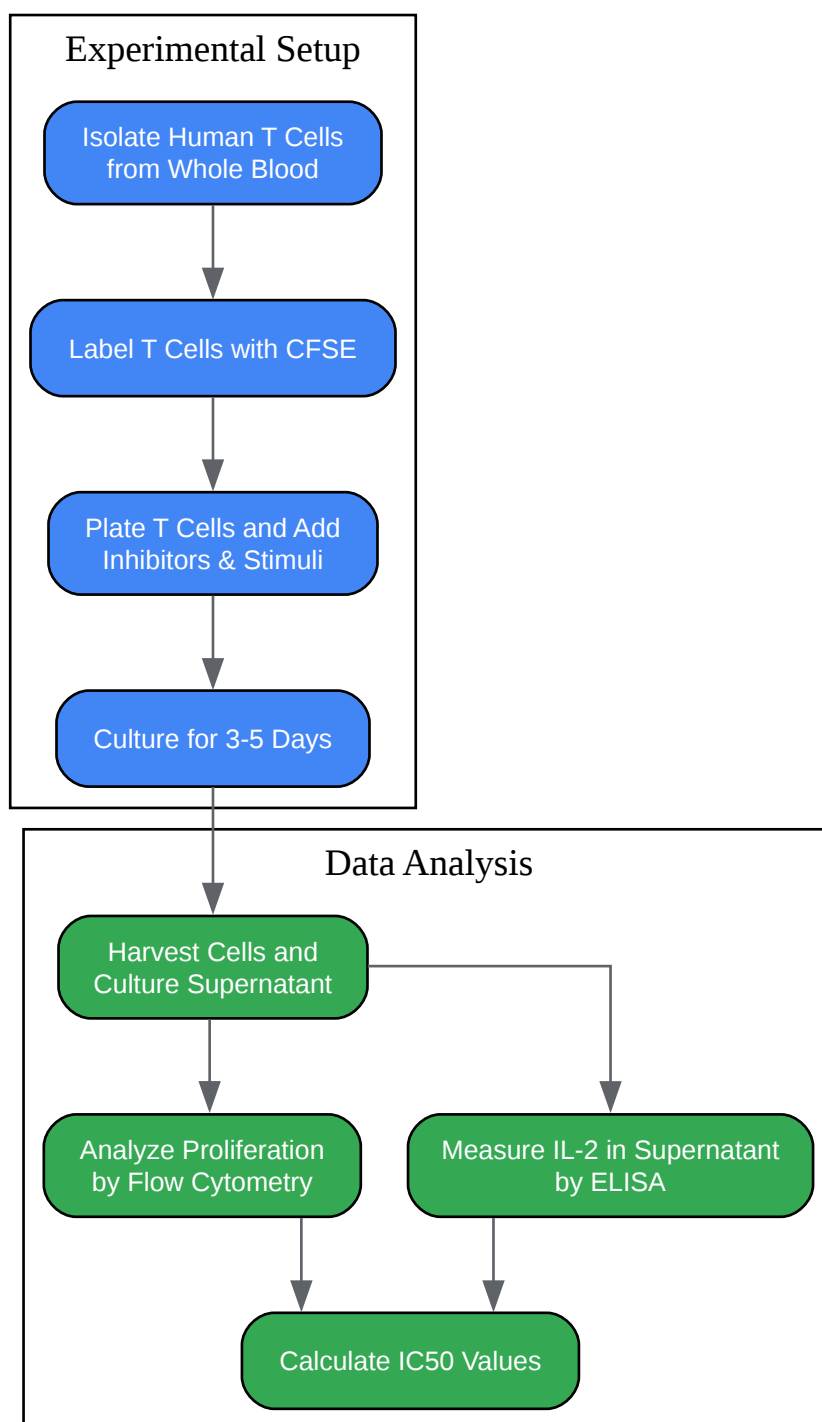 Experimental Setup
Isolate Human T Cells
from Whole Blood
Label T Cells with CFSE
Plate T Cells and Add
Inhibitors & Stimuli
Culture for 3-5 Days
Data Analysis
Harvest Cells and
Culture Supernatant
Analyze Proliferation
by Flow Cytometry
Measure IL-2 in Supernatant
by ELISA
Calculate IC50 Values